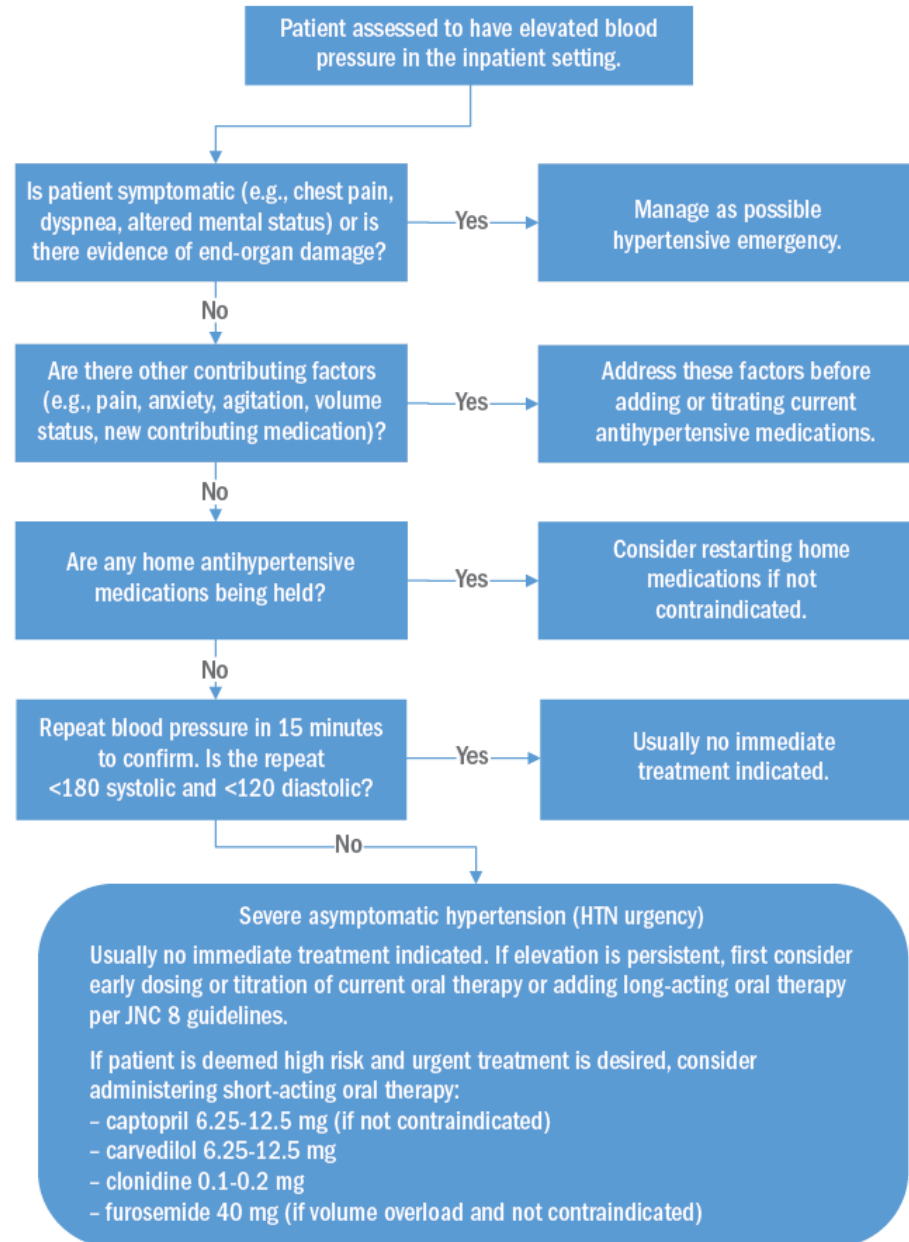 Patient assessed to have elevated blood
pressure in the inpatient setting.
Is patient symptomatic (e.g., chest pain,
dyspnea, altered mental status) or is
there evidence of end-organ damage?
Yes
Manage as possible
hypertensive emergency.
No
Are there other contributing factors
(e.g., pain, anxiety, agitation, volume
status, new contributing medication)?
Yes
Address these factors before
adding or titrating current
antihypertensive medications.
No
Are any home antihypertensive
medications being held?
Yes
Consider restarting home
medications if not
contraindicated.
No
Repeat blood pressure in 15 minutes
to confirm. Is the repeat
<180 systolic and <120 diastolic?
Yes
Usually no immediate
treatment indicated.
No
Severe asymptomatic hypertension (HTN urgency)
Usually no immediate treatment indicated. If elevation is persistent, first consider
early dosing or titration of current oral therapy or adding long-acting oral therapy
per JNC 8 guidelines.
If patient is deemed high risk and urgent treatment is desired, consider
administering short-acting oral therapy:
– captopril 6.25-12.5 mg (if not contraindicated)
– carvedilol 6.25-12.5 mg
– clonidine 0.1-0.2 mg
– furosemide 40 mg (if volume overload and not contraindicated)